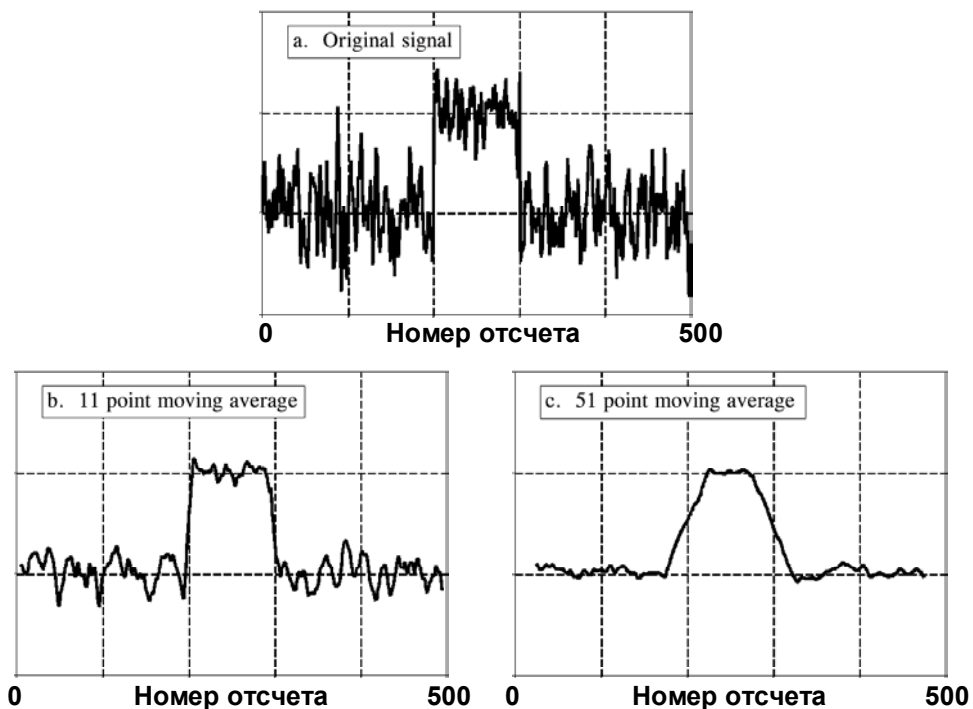 a. Original signal
0 Номер отсчета 500
b. 11 point moving average
0 Номер отсчета 500
c. 51 point moving average
0 Номер отсчета 500